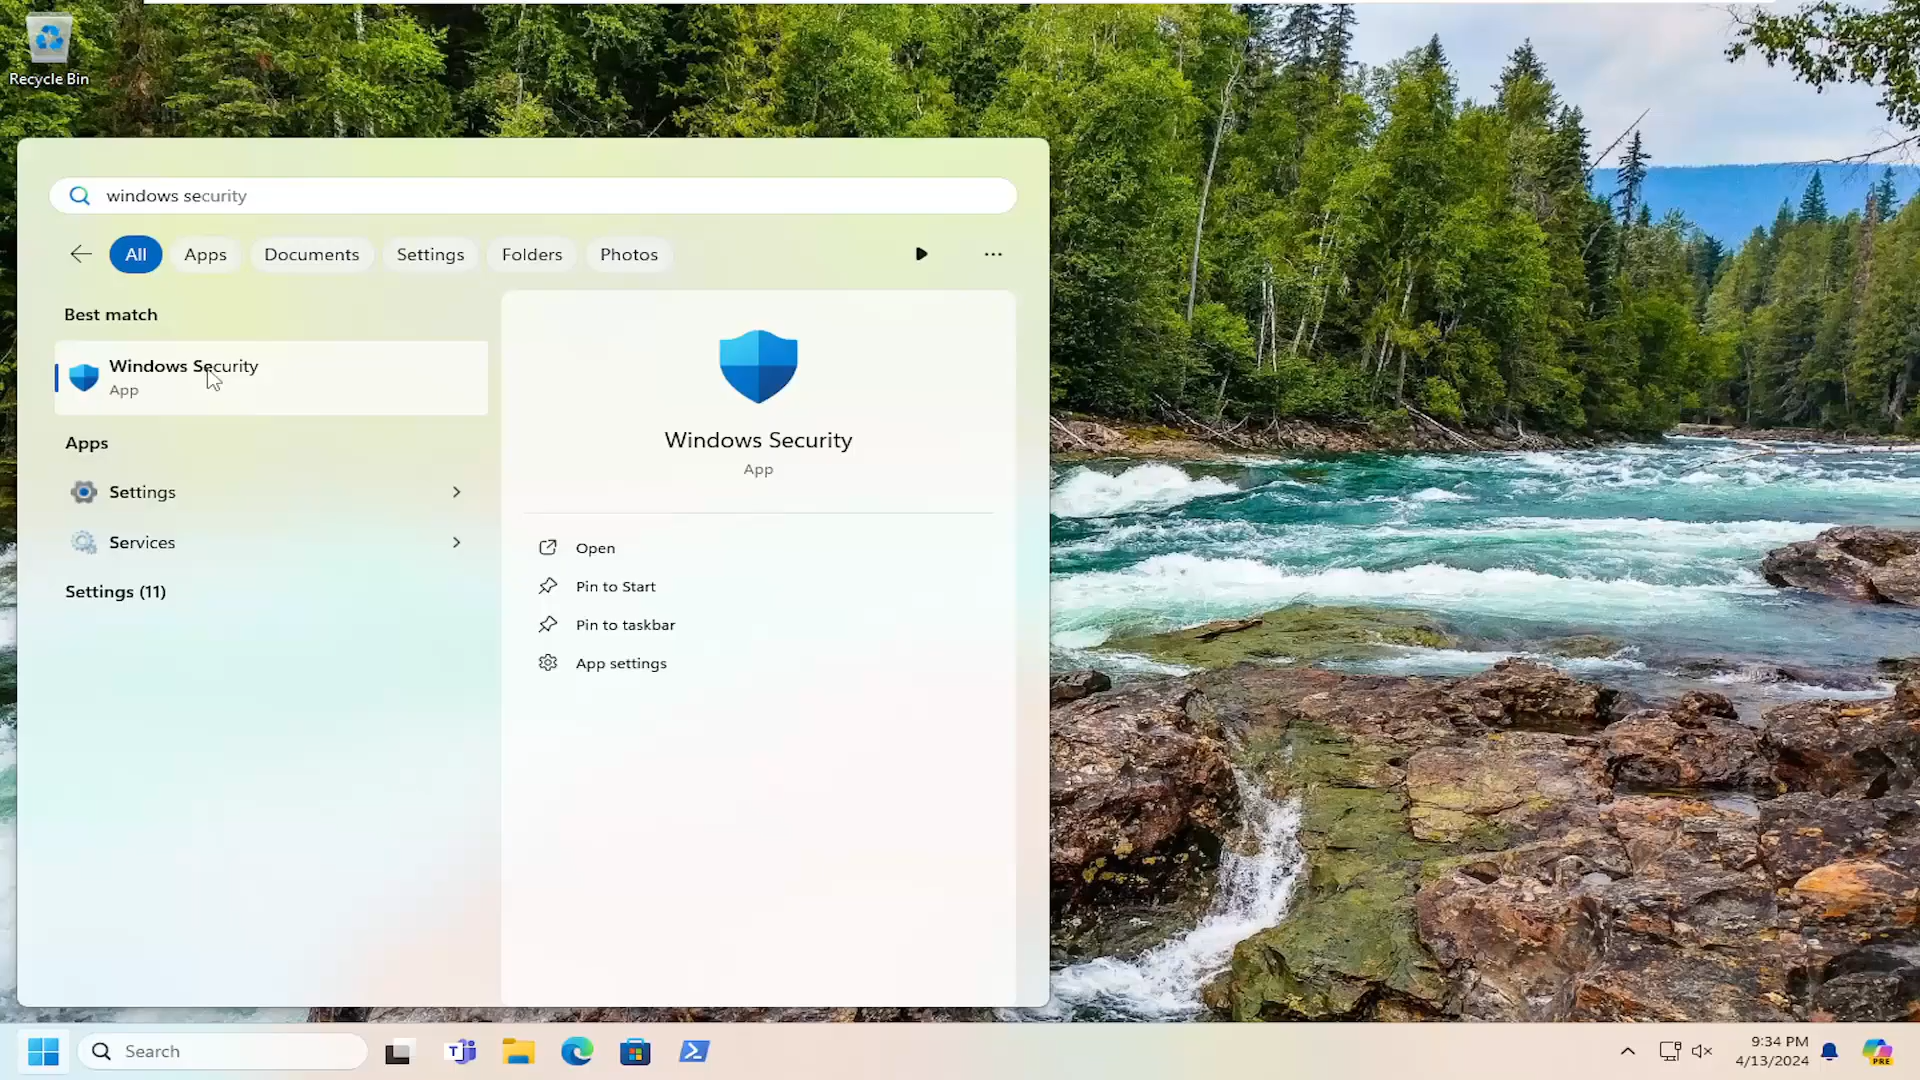 Recycle Bin
windows security
All Apps Documents Settings Folders Photos
Best match
Windows Security
App
Apps
Settings
Services
Settings (11)
Windows Security
App
Open
Pin to Start
Pin to taskbar
App settings
Search
T
9:34 PM
4/13/2024
PRE